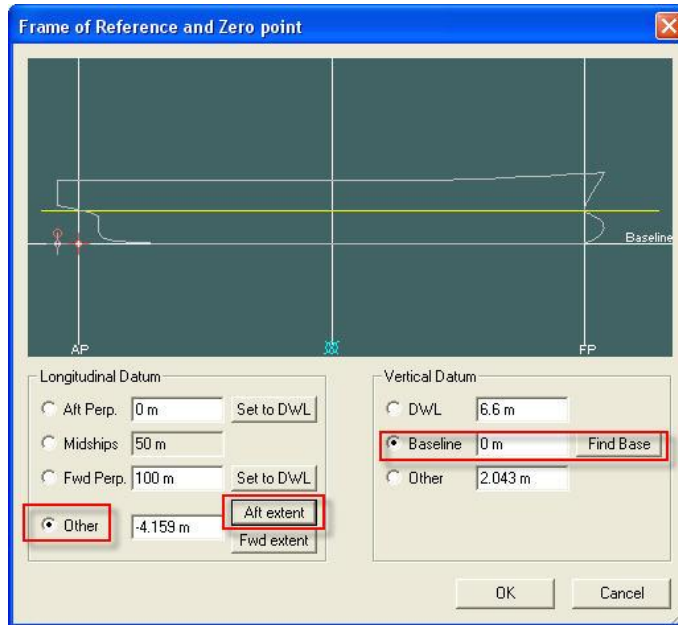 Frame of Reference and Zero point
Baseline
AP
FP
Longitudinal Datum
Aft Perp.
0 m
Set to DWL
Midships
50 m
Fwd Perp.
100 m
Set to DWL
Other
-4.159 m
Aft extent
Fwd extent
Vertical Datum
DWL
6.6 m
Baseline
0 m
Find Base
Other
2.043 m
OK
Cancel